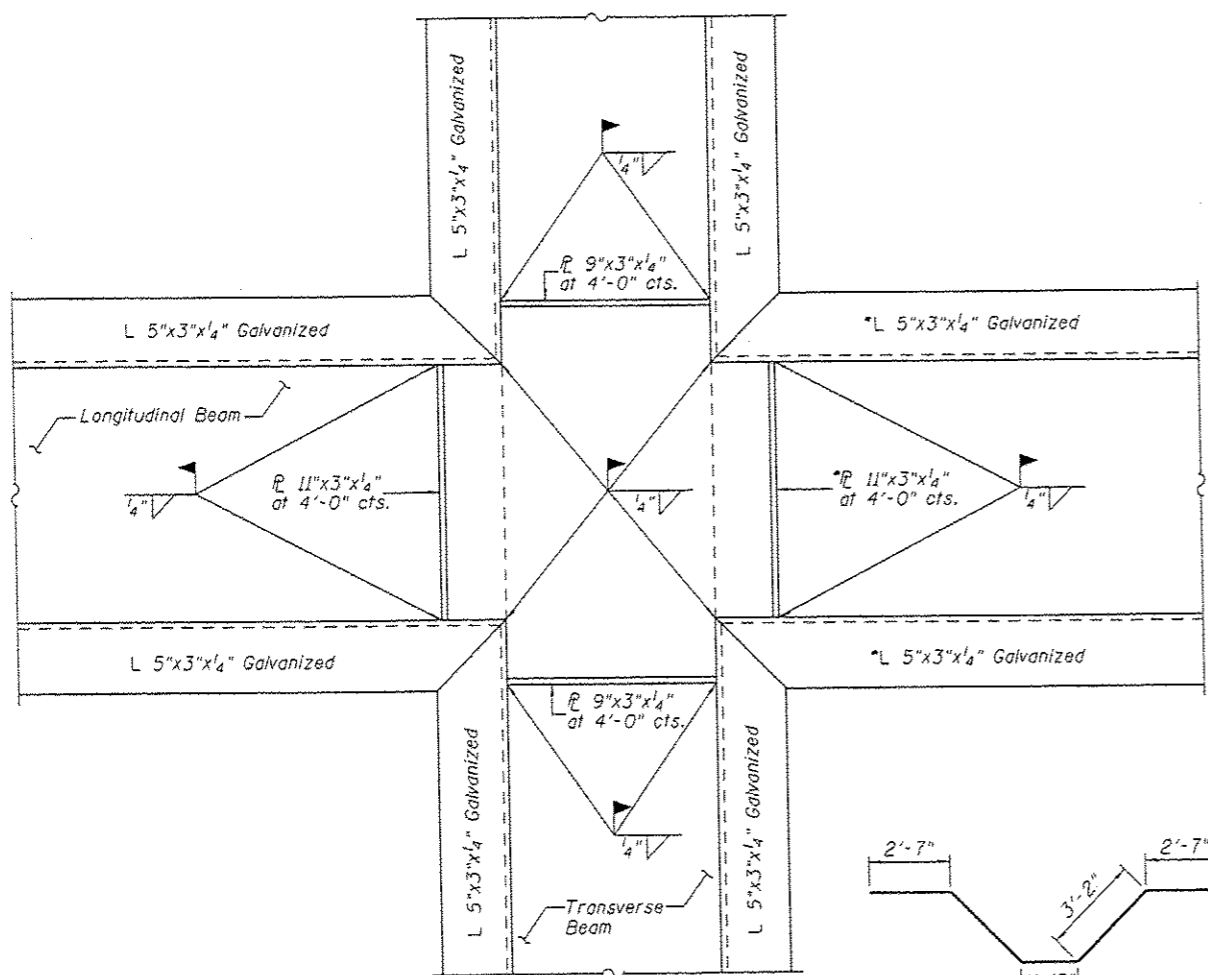 L 5"x3"x1/4" Galvanized
L 5"x3"x1/4" Galvanized
1/4"
℄ 9"x3"x1/4"
at 4'-0" cts.
L 5"x3"x1/4" Galvanized
*L 5"x3"x1/4" Galvanized
Longitudinal Beam
℄ 11"x3"x1/4"
at 4'-0" cts.
1/4"
1/4"
*℄ 11"x3"x1/4"
at 4'-0" cts.
1/4"
L 5"x3"x1/4" Galvanized
*L 5"x3"x1/4" Galvanized
℄ 9"x3"x1/4"
at 4'-0" cts.
L 5"x3"x1/4" Galvanized
L 5"x3"x1/4" Galvanized
1/4"
Transverse
Beam
2'-7"
2'-7"
3'-2"